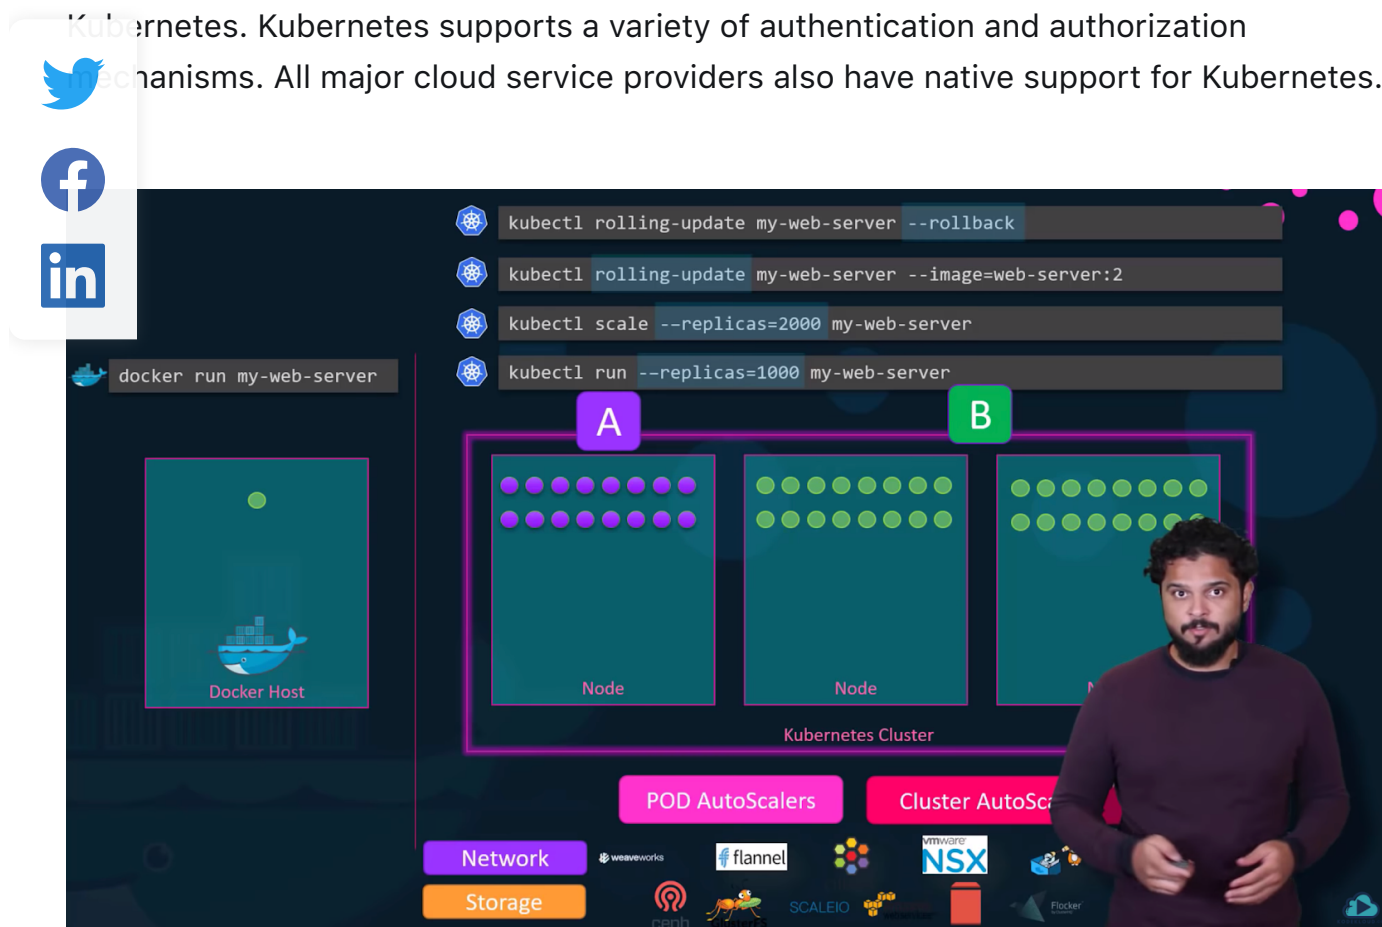 Kubernetes. Kubernetes supports a variety of authentication and authorization
mechanisms. All major cloud service providers also have native support for Kubernetes.
kubectl rolling-update my-web-server --rollback
kubectl rolling-update my-web-server --image=web-server:2
kubectl scale --replicas=2000 my-web-server
docker run my-web-server
kubectl run --replicas=1000 my-web-server
A
B
Docker Host
Node
Node
Kubernetes Cluster
POD AutoScalers
Cluster AutoSca
Network
weaveworks
flannel
vmware
NSX
Storage
ceph
SCALEIO
Flocker